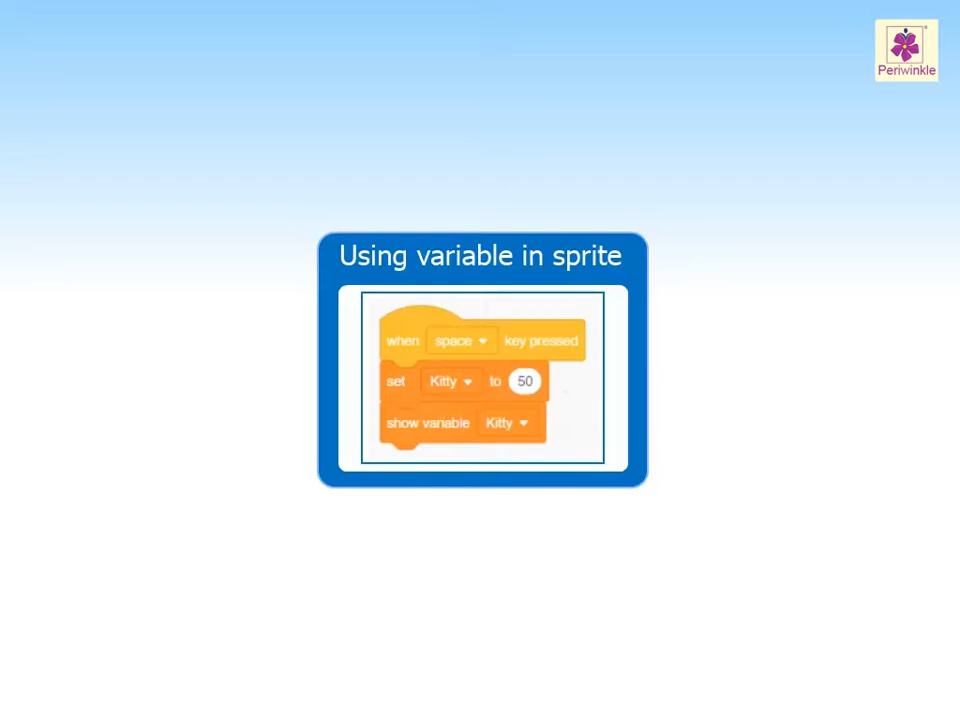 Periwinkle
Using variable in sprite
when space key pressed
set Kitty to 50
show variable Kitty